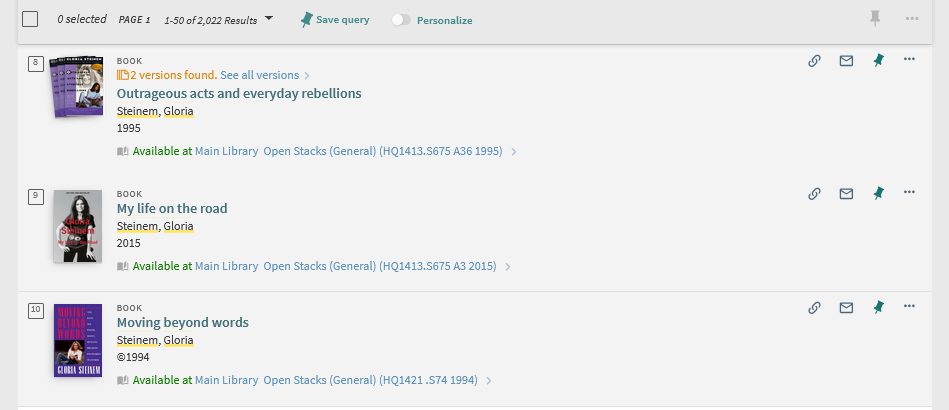 0 selected PAGE 1 1-50 of 2,022 Results Save query Personalize
8
BOOK
2 versions found. See all versions
Outrageous acts and everyday rebellions
Steinem, Gloria
1995
Available at Main Library Open Stacks (General) (HQ1413.S675 A36 1995)
9
Gloria
Steinem
BOOK
My life on the road
Steinem, Gloria
2015
Available at Main Library Open Stacks (General) (HQ1413.S675 A3 2015)
10
MOVING
BEYOND
WORDS
GLORIA STEINEM
BOOK
Moving beyond words
Steinem, Gloria
©1994
Available at Main Library Open Stacks (General) (HQ1421 .S74 1994)